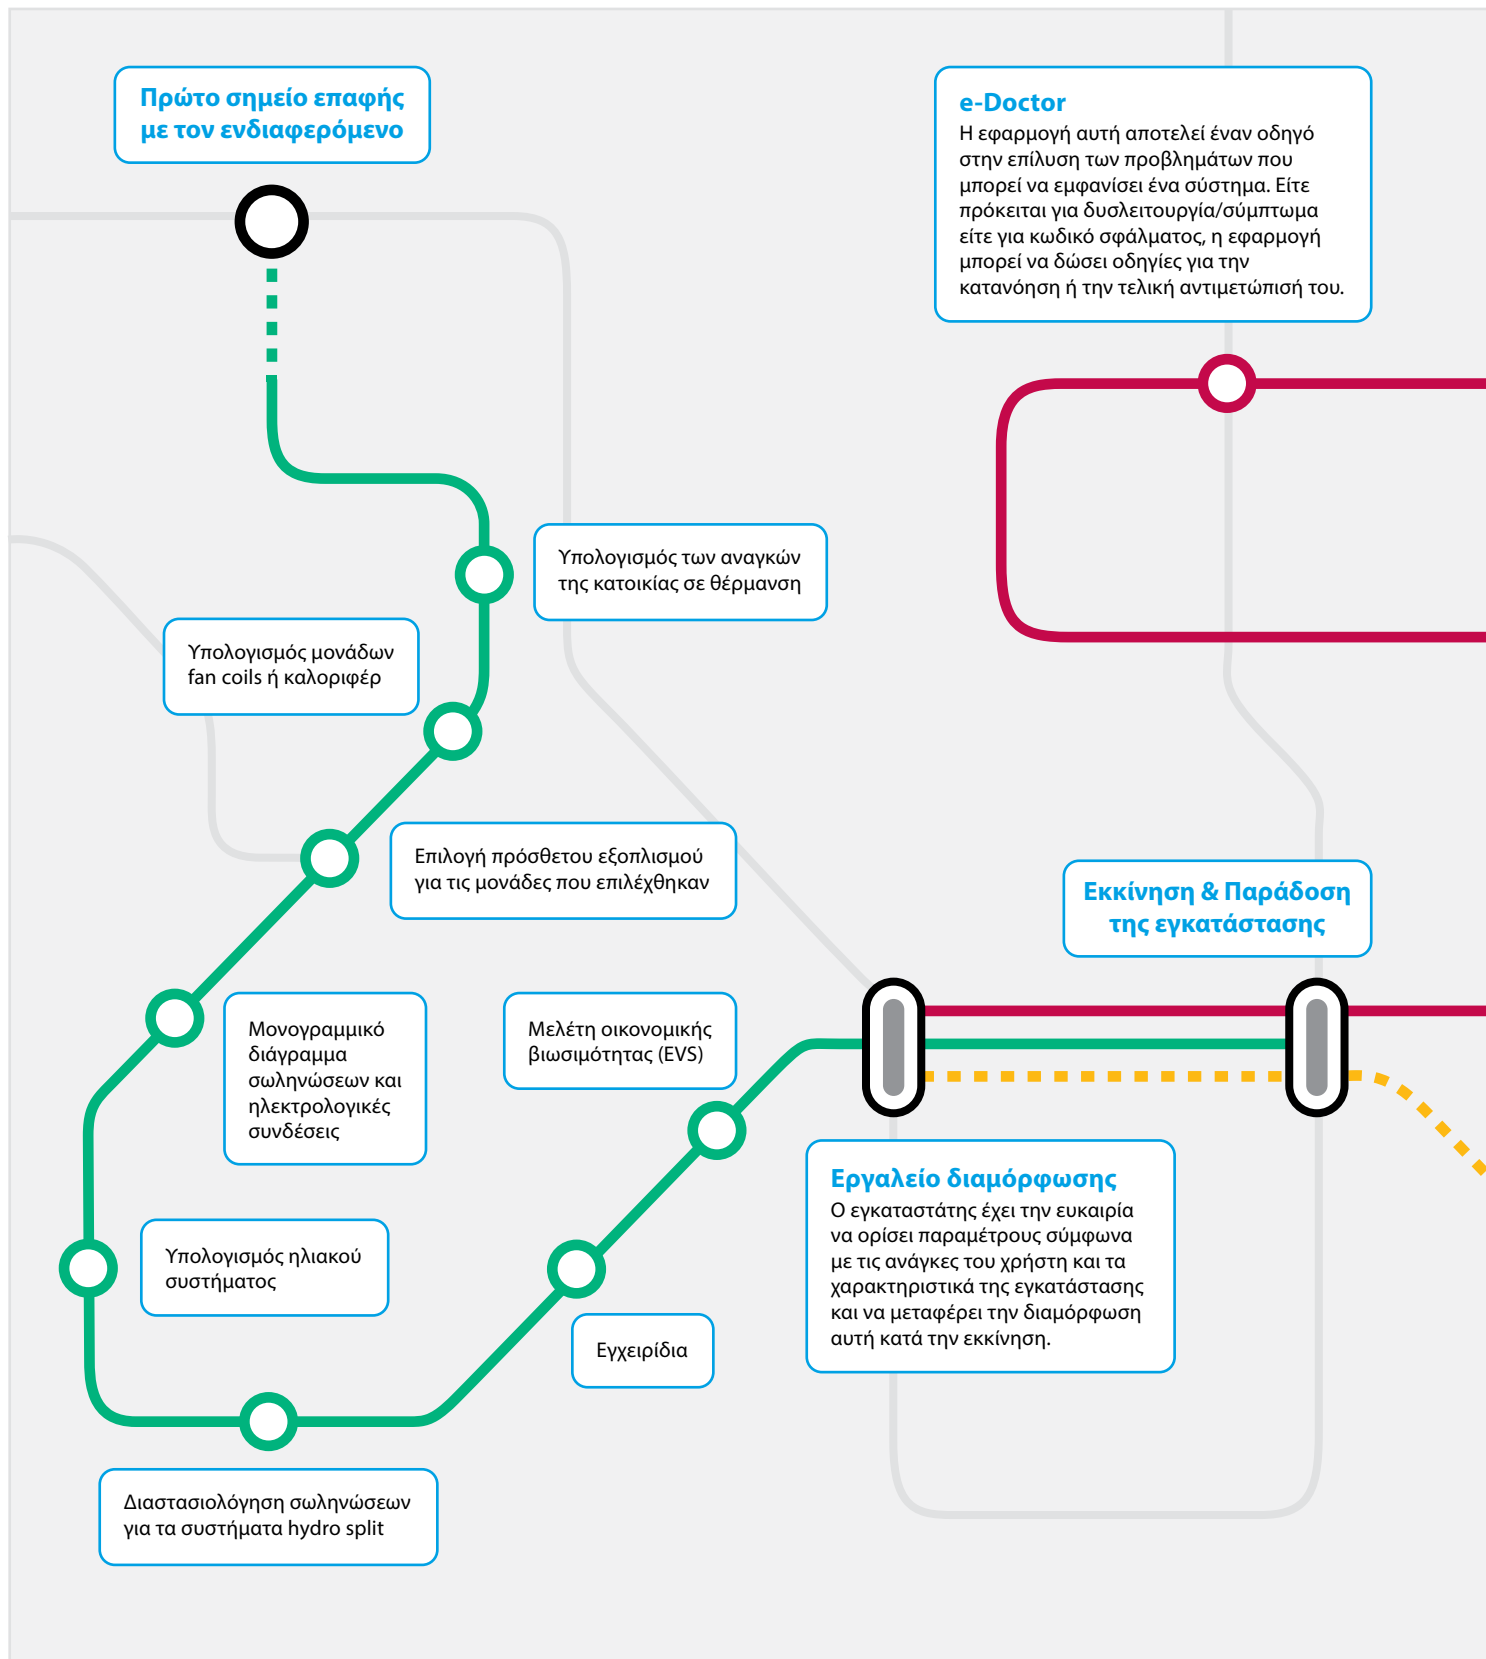 Πρώτο σημείο επαφής
με τον ενδιαφερόμενο
e-Doctor
Η εφαρμογή αυτή αποτελεί έναν οδηγό
στην επίλυση των προβλημάτων που
μπορεί να εμφανίσει ένα σύστημα. Είτε
πρόκειται για δυσλειτουργία/σύμπτωμα
είτε για κωδικό σφάλματος, η εφαρμογή
μπορεί να δώσει οδηγίες για την
κατανόηση ή την τελική αντιμετώπισή του.
Υπολογισμός των αναγκών
της κατοικίας σε θέρμανση
Υπολογισμός μονάδων
fan coils ή καλοριφέρ
Επιλογή πρόσθετου εξοπλισμού
για τις μονάδες που επιλέχθηκαν
Εκκίνηση & Παράδοση
της εγκατάστασης
Μονογραμμικό
διάγραμμα
σωληνώσεων και
ηλεκτρολογικές
συνδέσεις
Μελέτη οικονομικής
βιωσιμότητας (EVS)
Εργαλείο διαμόρφωσης
Ο εγκαταστάτης έχει την ευκαιρία
να ορίσει παραμέτρους σύμφωνα
με τις ανάγκες του χρήστη και τα
χαρακτηριστικά της εγκατάστασης
και να μεταφέρει την διαμόρφωση
αυτή κατά την εκκίνηση.
Υπολογισμός ηλιακού
συστήματος
Εγχειρίδια
Διαστασιολόγηση σωληνώσεων
για τα συστήματα hydro split